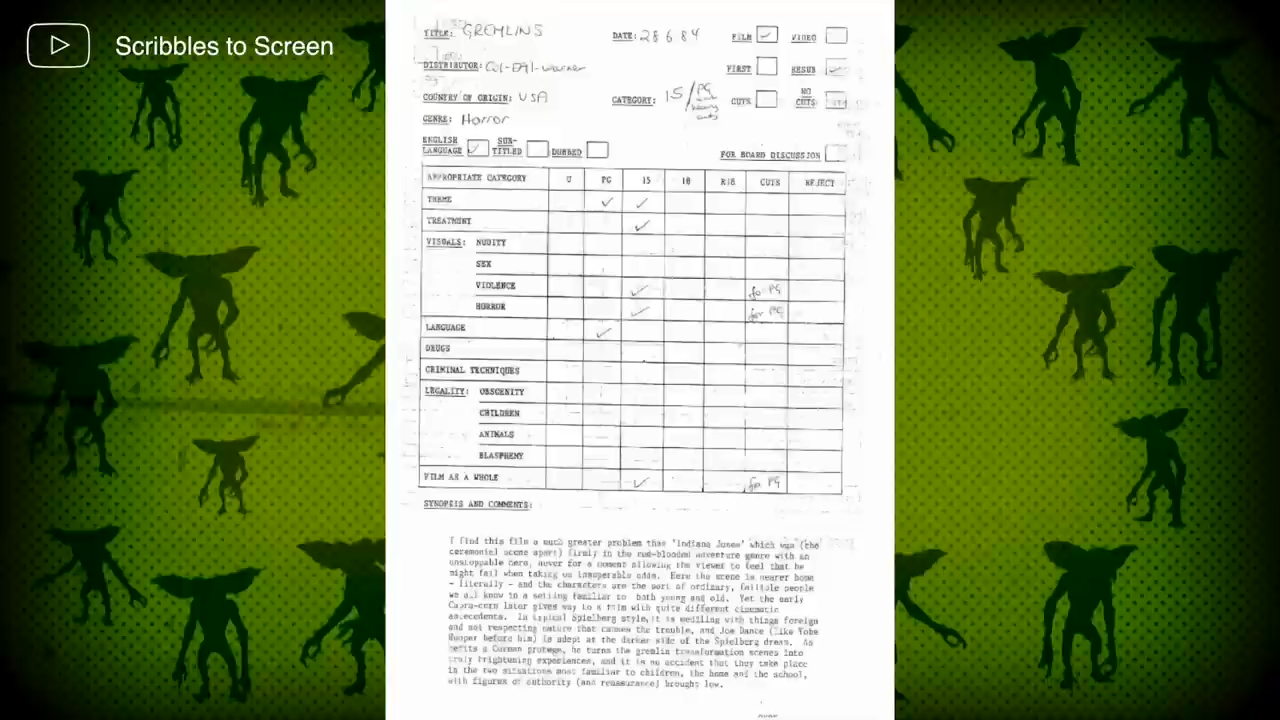 Scribbles to Screen
TITLE: GREMLINS
DATE: 28 6 84
FILM ✓
VIDEO
DISTRIBUTOR: Col-EMI-Warner
FIRST
RESUB ✓
COUNTRY OF ORIGIN: USA
CATEGORY: 15/PG
cuts
CUTS
NO CUTS
GENRE: Horror
ENGLISH LANGUAGE ✓
SUB-TITLED
DUBBED
FOR BOARD DISCUSSION
APPROPRIATE CATEGORY U PG 15 18 R18 CUTS REJECT
THEME ✓ ✓
TREATMENT ✓
VISUALS: NUDITY
SEX
VIOLENCE ✓ for PG
HORROR ✓ for PG
LANGUAGE ✓
DRUGS
CRIMINAL TECHNIQUES
LEGALITY: OBSCENITY
CHILDREN
ANIMALS
BLASPHEMY
FILM AS A WHOLE ✓ for PG
SYNOPSIS AND COMMENTS:
I find this film a much greater problem than 'Indiana Jones' which was (the
ceremonial scene apart) firmly in the red-blooded adventure genre with an
unstoppable hero, never for a moment allowing the viewer to feel that he
might fail when taking on insuperable odds. Here the scene is nearer home
- literally - and the characters are the sort of ordinary, fallible people
we all know in a setting familiar to both young and old. Yet the early
Capra-corn later gives way to a film with quite different cinematic
antecedents. In typical Spielberg style, it is meddling with things foreign
and not respecting nature that causes the trouble, and Joe Dante (like Tobe
Hooper before him) is adept at the darker side of the Spielberg dream. As
befits a Corman protege, he turns the gremlin transformation scenes into
truly frightening experiences, and it is no accident that they take place
in the two situations most familiar to children, the home and the school,
with figures of authority (and reassurance) brought low.